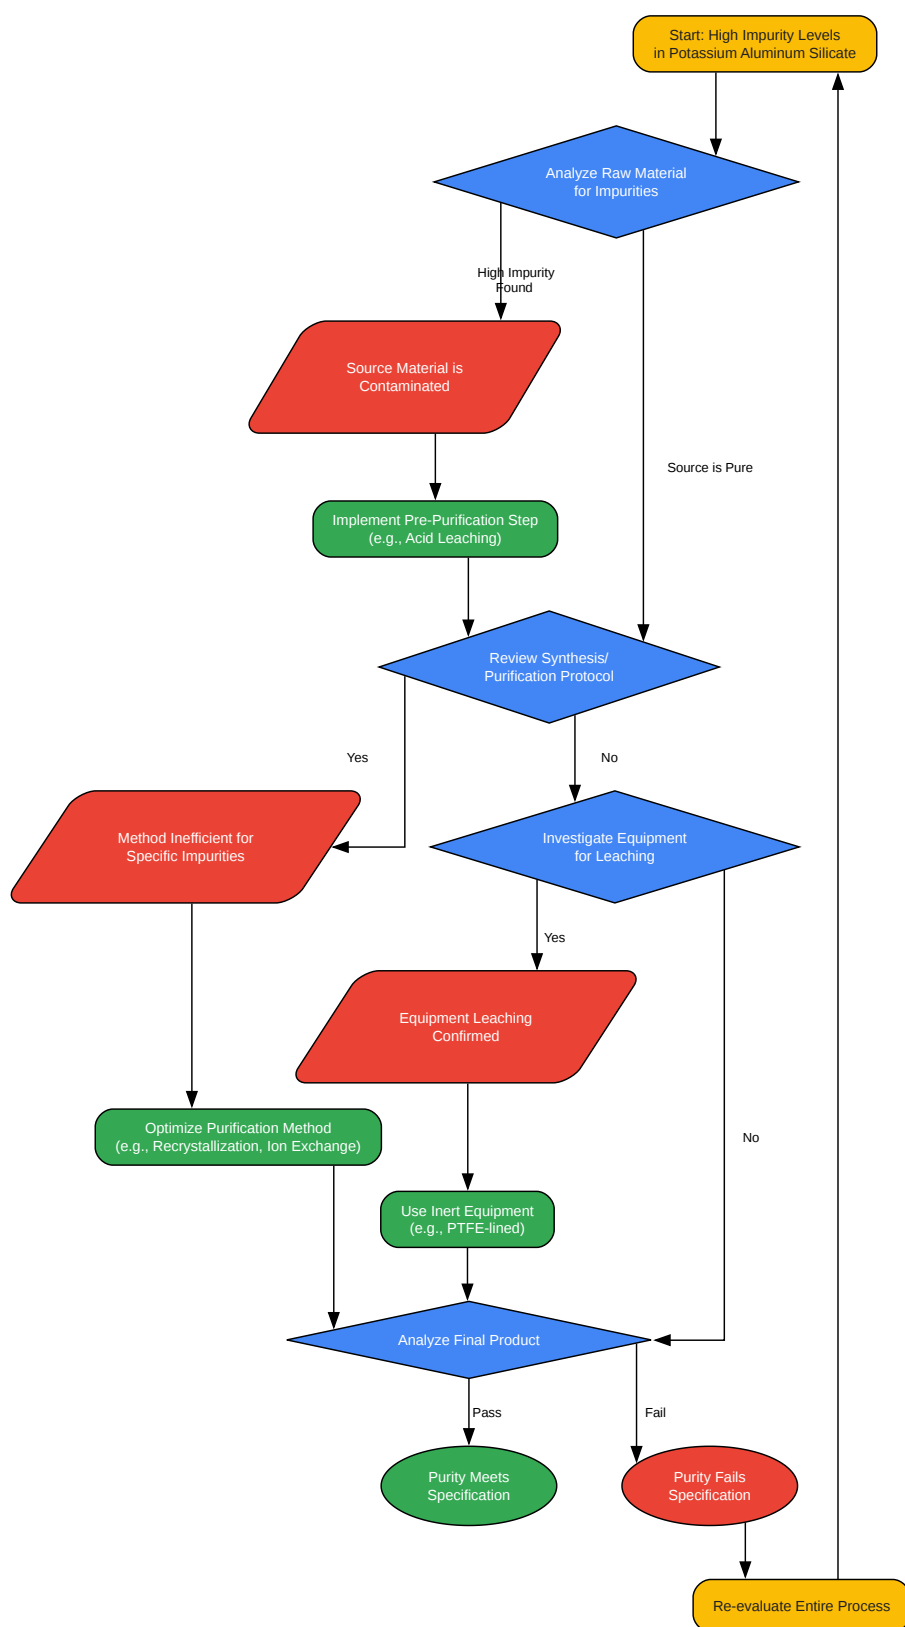 Start: High Impurity Levels
in Potassium Aluminum Silicate
Analyze Raw Material
for Impurities
High Impurity
Found
Source Material is
Contaminated
Source is Pure
Implement Pre-Purification Step
(e.g., Acid Leaching)
Review Synthesis/
Purification Protocol
Yes
No
Method Inefficient for
Specific Impurities
Investigate Equipment
for Leaching
Yes
Equipment Leaching
Confirmed
Optimize Purification Method
(e.g., Recrystallization, Ion Exchange)
No
Use Inert Equipment
(e.g., PTFE-lined)
Analyze Final Product
Pass
Fail
Purity Meets
Specification
Purity Fails
Specification
Re-evaluate Entire Process